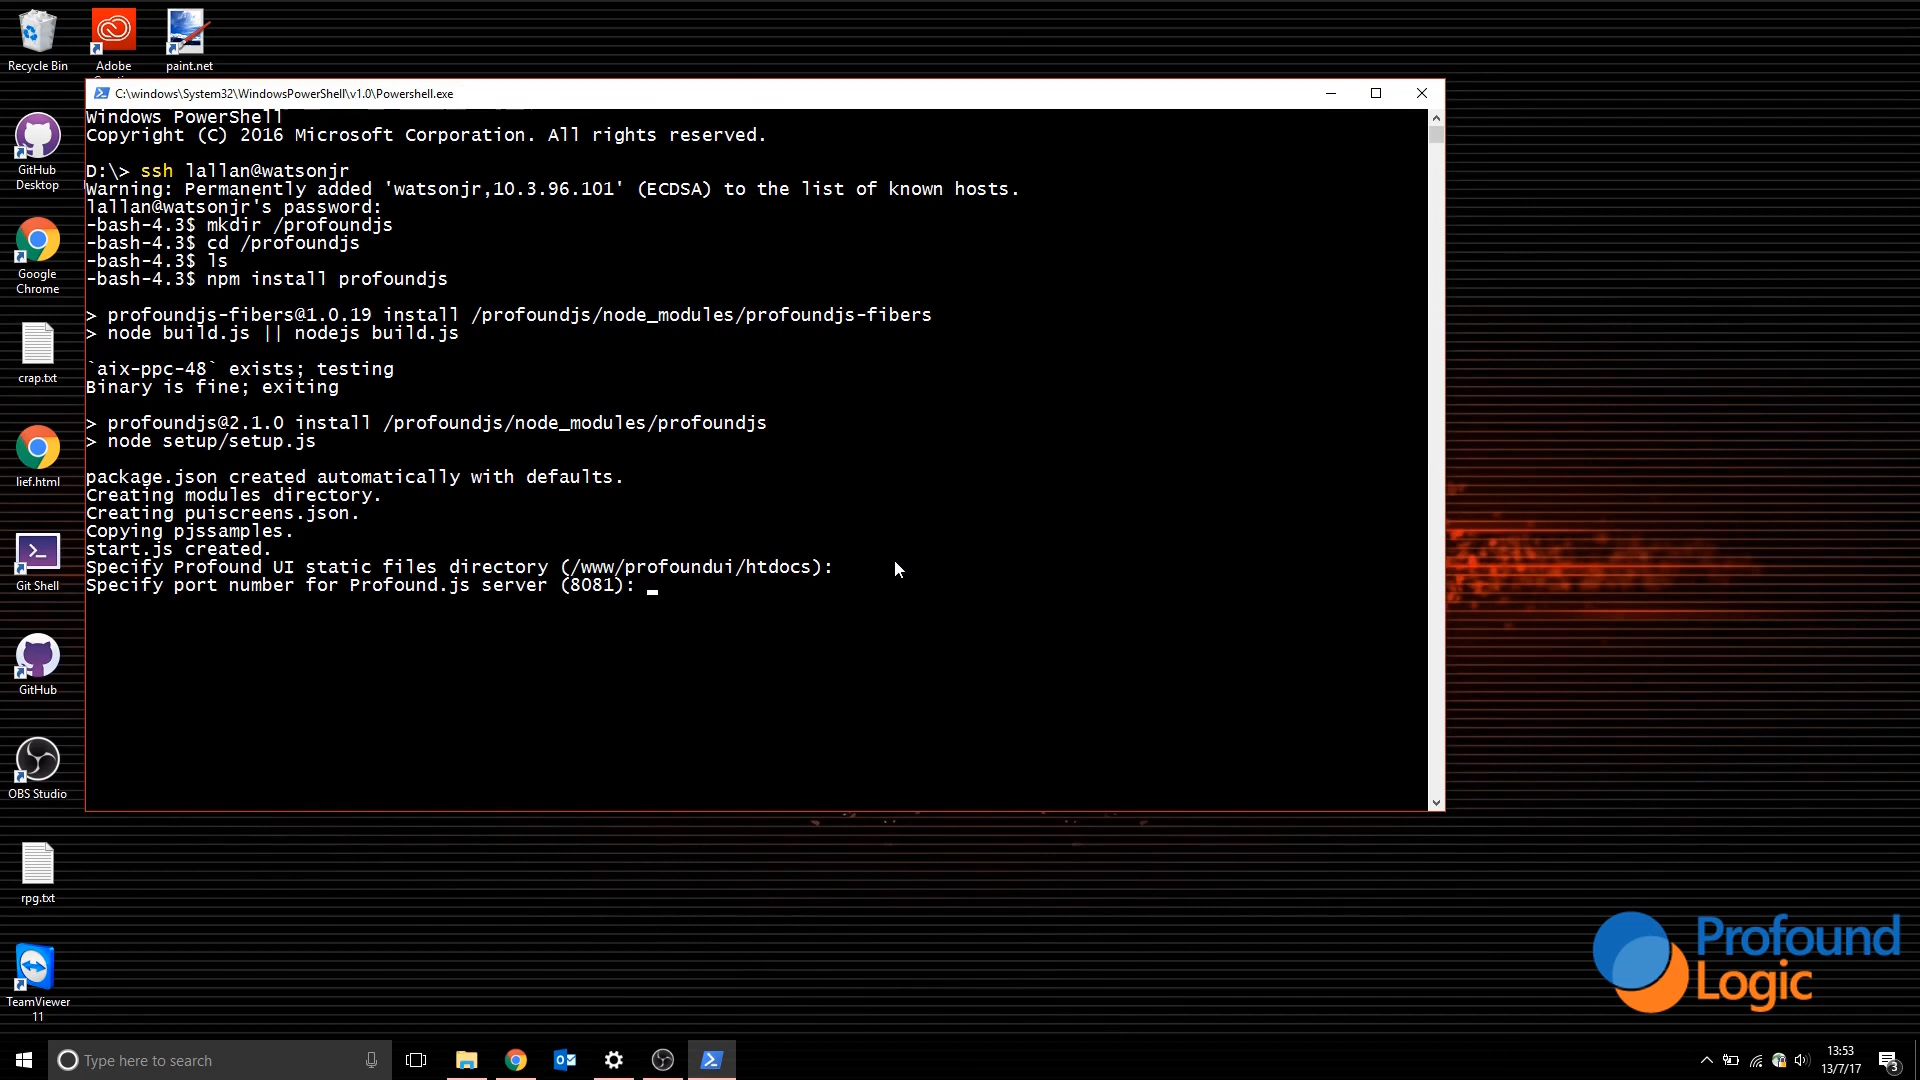 Recycle Bin
Adobe
paint.net
C:\windows\System32\WindowsPowerShell\v1.0\Powershell.exe
Windows PowerShell
Copyright (C) 2016 Microsoft Corporation. All rights reserved.
D:\> ssh lallan@watsonjr
Warning: Permanently added 'watsonjr,10.3.96.101' (ECDSA) to the list of known hosts.
lallan@watsonjr's password:
-bash-4.3$ mkdir /profoundjs
-bash-4.3$ cd /profoundjs
-bash-4.3$ ls
-bash-4.3$ npm install profoundjs
> profoundjs-fibers@1.0.19 install /profoundjs/node_modules/profoundjs-fibers
> node build.js || nodejs build.js
`aix-ppc-48` exists; testing
Binary is fine; exiting
> profoundjs@2.1.0 install /profoundjs/node_modules/profoundjs
> node setup/setup.js
package.json created automatically with defaults.
Creating modules directory.
Creating puiscreens.json.
Copying pjssamples.
start.js created.
Specify Profound UI static files directory (/www/profoundui/htdocs):
Specify port number for Profound.js server (8081):
GitHub
Desktop
Google
Chrome
crap.txt
lief.html
Git Shell
GitHub
OBS Studio
rpg.txt
TeamViewer
11
Profound
Logic
Type here to search
13:53
13/7/17
3